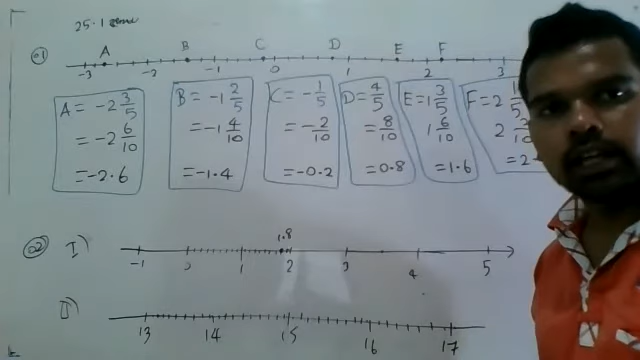 25.1
01
A B C D E F
-3 -2 -1 0 1 2 3
A = -2 3/5
= -2 6/10
= -2.6
B = -1 2/5
= -1 4/10
= -1.4
C = -1/5
= -2/10
= -0.2
D = 4/5
= 8/10
= 0.8
E = 1 3/5
1 6/10
= 1.6
F = 2 1/5
2
= 2.
02 I)
1.8
-1 0 1 2 3 4 5
II)
13 14 15 16 17